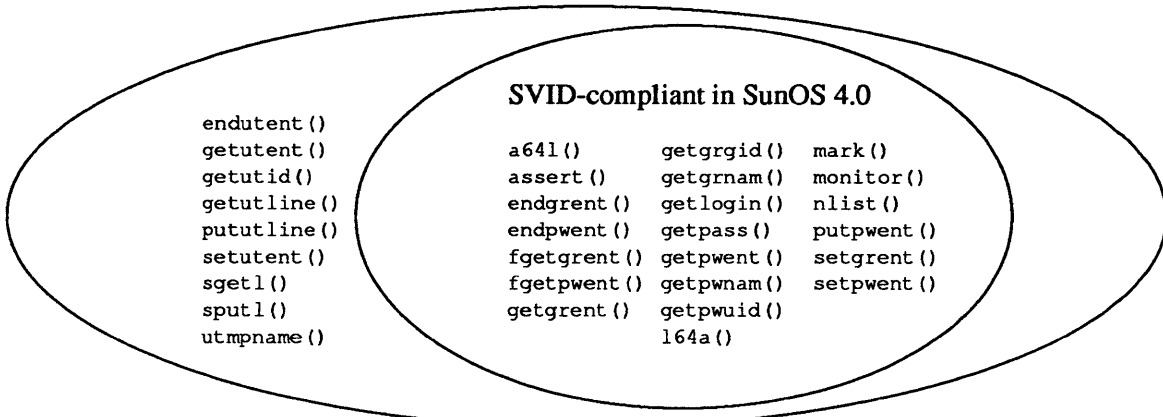 SVID-compliant in SunOS 4.0
endutent()
getutent()
getutid()
getutline()
pututline()
setutent()
sgetl()
sputl()
utmpname()
a64l() getgrgid() mark()
assert() getgrnam() monitor()
endgrent() getlogin() nlist()
endpwent() getpass() putpwent()
fgetgrent() getpwent() setgrent()
fgetpwent() getpwnam() setpwent()
getgrent() getpwuid()
l64a()